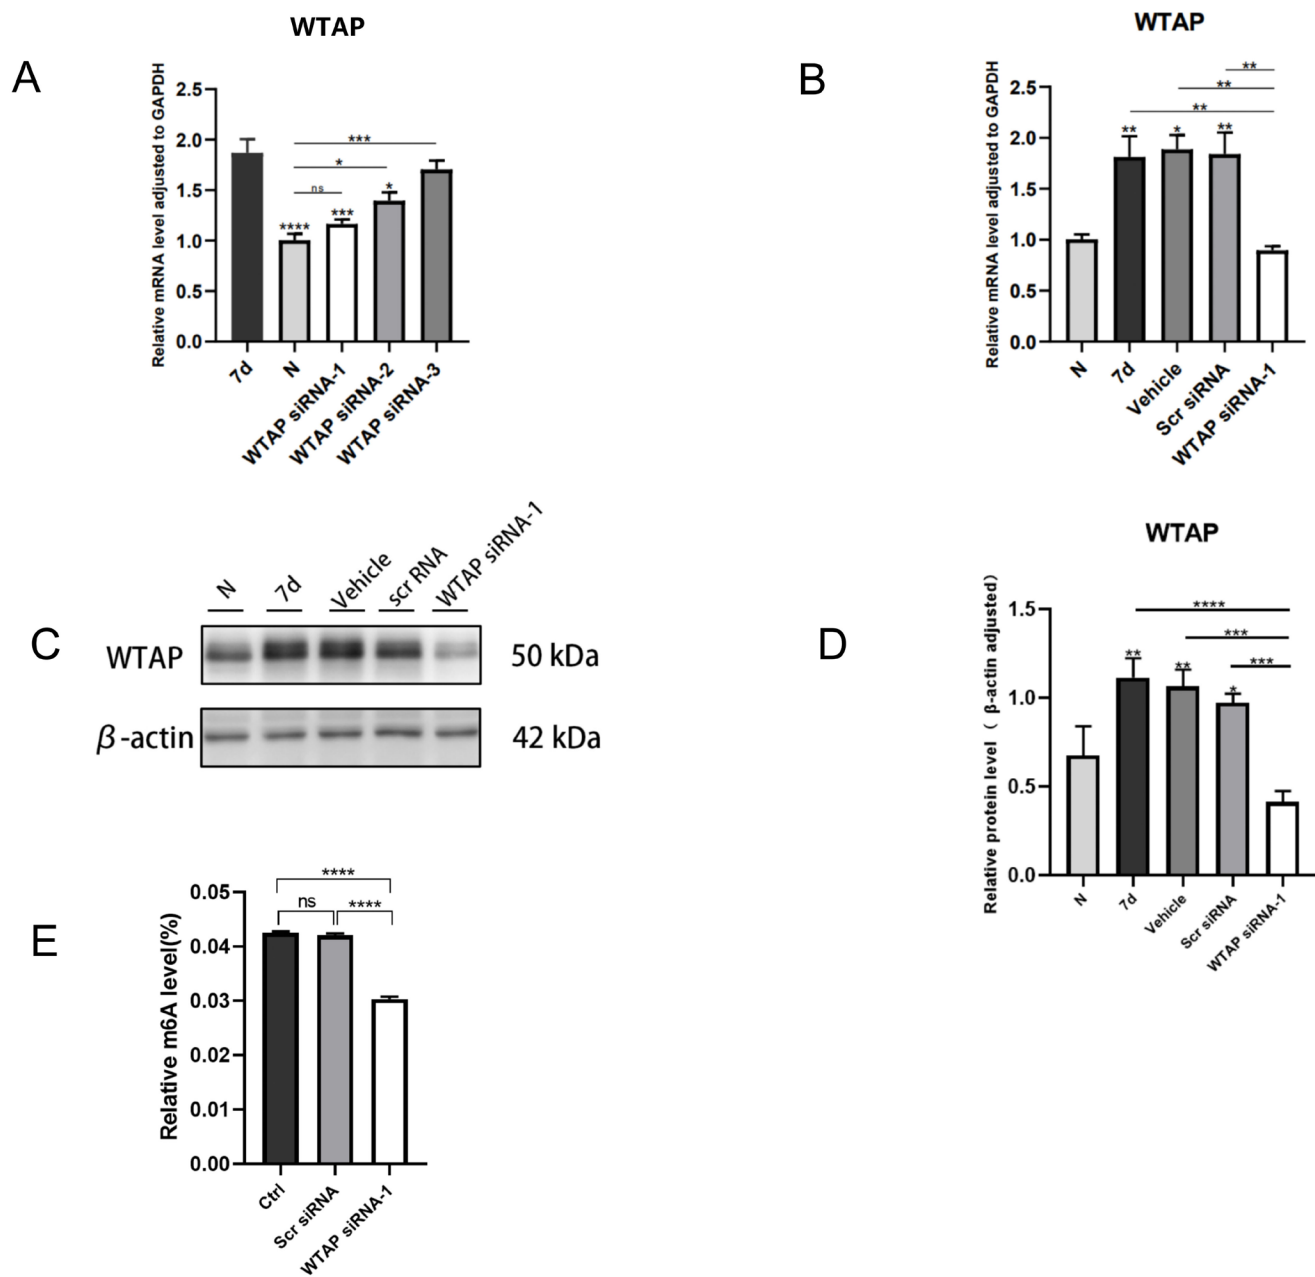 WTAP
A
Relative mRNA level adjusted to GAPDH
2.5
2.0
1.5
1.0
0.5
0.0
***
*
ns
****
***
*
7d
N
WTAP siRNA-1
WTAP siRNA-2
WTAP siRNA-3
WTAP
B
Relative mRNA level adjusted to GAPDH
2.5
2.0
1.5
1.0
0.5
0.0
**
**
**
**
*
**
N
7d
Vehicle
Scr siRNA
WTAP siRNA-1
C
N
7d
Vehicle
scr RNA
WTAP siRNA-1
WTAP
50 kDa
β-actin
42 kDa
WTAP
D
Relative protein level ( β-actin adjusted)
1.5
1.0
0.5
0.0
****
***
***
**
**
*
N
7d
Vehicle
Scr siRNA
WTAP siRNA-1
E
Relative m6A level(%)
0.05
0.04
0.03
0.02
0.01
0.00
****
ns
****
Ctrl
Scr siRNA
WTAP siRNA-1